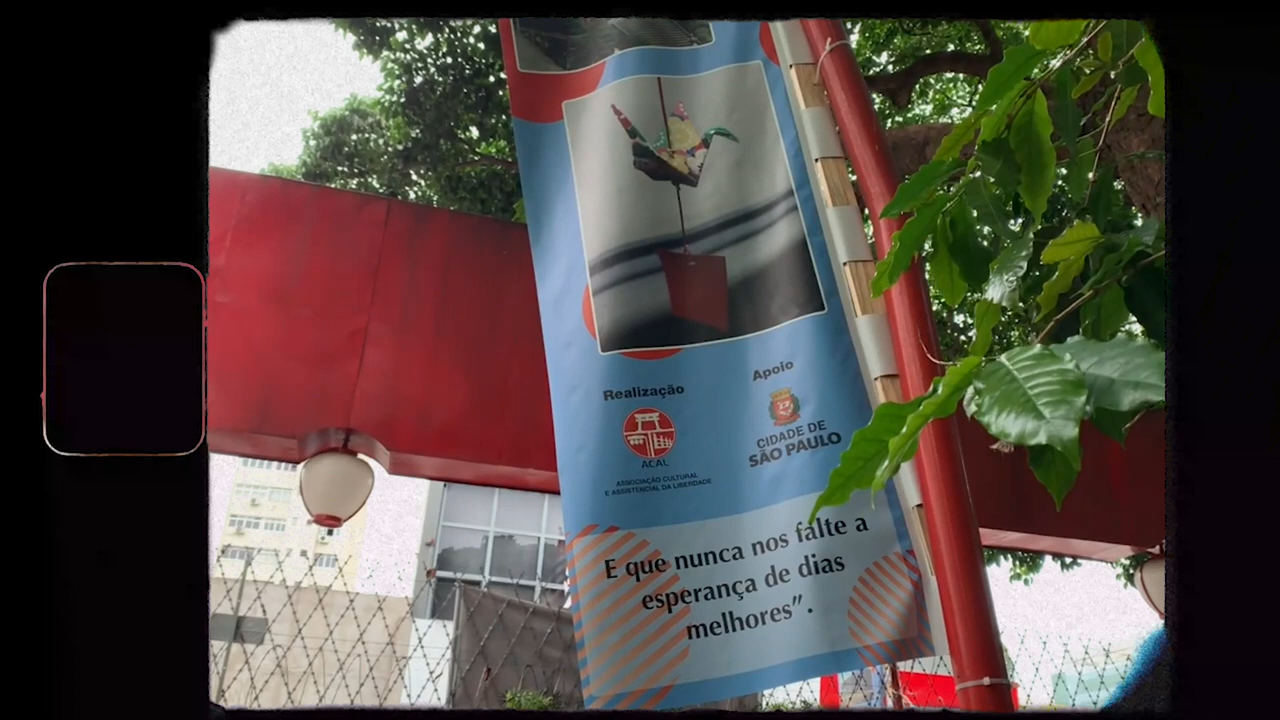 Realização
Apoio
ACAL
ASSOCIAÇÃO CULTURAL
E ASSISTENCIAL DA LIBERDADE
CIDADE DE
SÃO PAULO
E que nunca nos falte a
esperança de dias
melhores”.